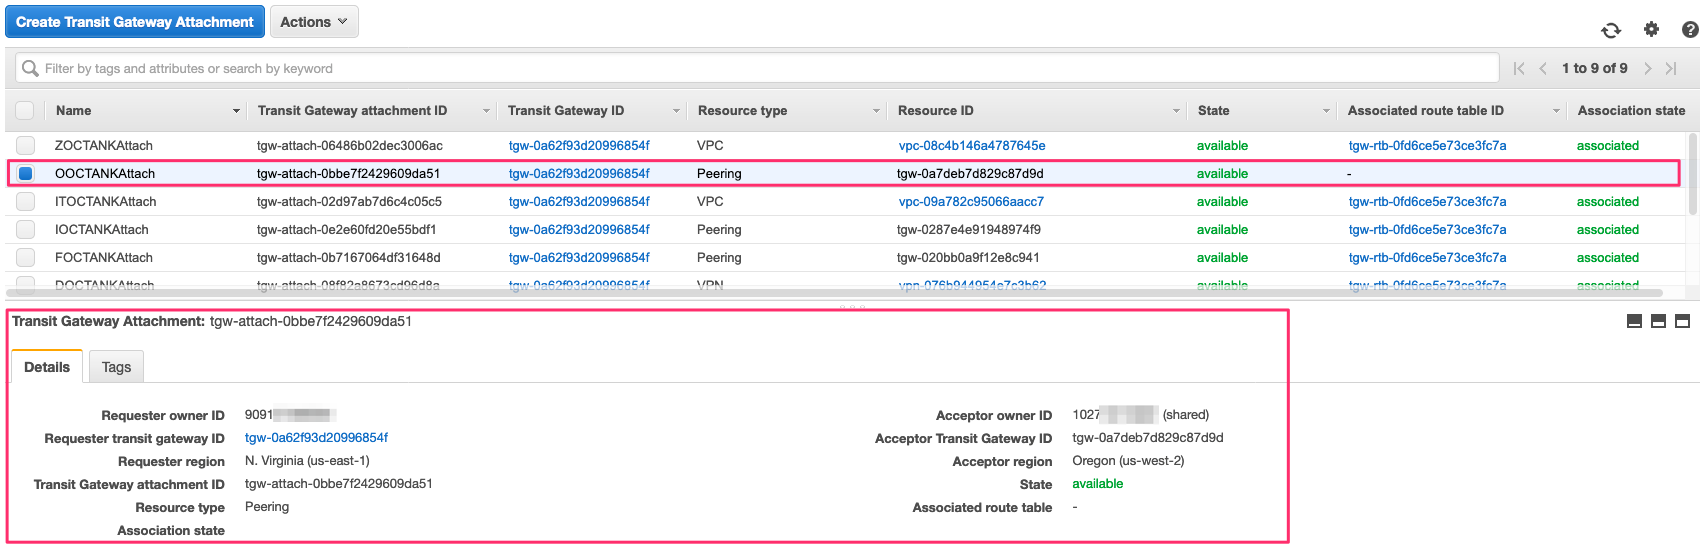 Create Transit Gateway Attachment Actions
Filter by tags and attributes or search by keyword 1 to 9 of 9
Name Transit Gateway attachment ID Transit Gateway ID Resource type Resource ID State Associated route table ID Association state
ZOCTANKAttach tgw-attach-06486b02dec3006ac tgw-0a62f93d20996854f VPC vpc-08c4b146a4787645e available tgw-rtb-0fd6ce5e73ce3fc7a associated
OOCTANKAttach tgw-attach-0bbe7f2429609da51 tgw-0a62f93d20996854f Peering tgw-0a7deb7d829c87d9d available -
ITOCTANKAttach tgw-attach-02d97ab7d6c4c05c5 tgw-0a62f93d20996854f VPC vpc-09a782c95066aacc7 available tgw-rtb-0fd6ce5e73ce3fc7a associated
IOCTANKAttach tgw-attach-0e2e60fd20e55bdf1 tgw-0a62f93d20996854f Peering tgw-0287e4e91948974f9 available tgw-rtb-0fd6ce5e73ce3fc7a associated
FOCTANKAttach tgw-attach-0b7167064df31648d tgw-0a62f93d20996854f Peering tgw-020bb0a9f12e8c941 available tgw-rtb-0fd6ce5e73ce3fc7a associated
DOCTANKAttach tgw-attach-08f82a8673cd96d8a tgw-0a62f93d20996854f VPN vpn-076b944954e7c3b62 available tgw-rtb-0fd6ce5e73ce3fc7a associated
Transit Gateway Attachment: tgw-attach-0bbe7f2429609da51
Details Tags
Requester owner ID 9091 Acceptor owner ID 1027 (shared)
Requester transit gateway ID tgw-0a62f93d20996854f Acceptor Transit Gateway ID tgw-0a7deb7d829c87d9d
Requester region N. Virginia (us-east-1) Acceptor region Oregon (us-west-2)
Transit Gateway attachment ID tgw-attach-0bbe7f2429609da51 State available
Resource type Peering Associated route table -
Association state